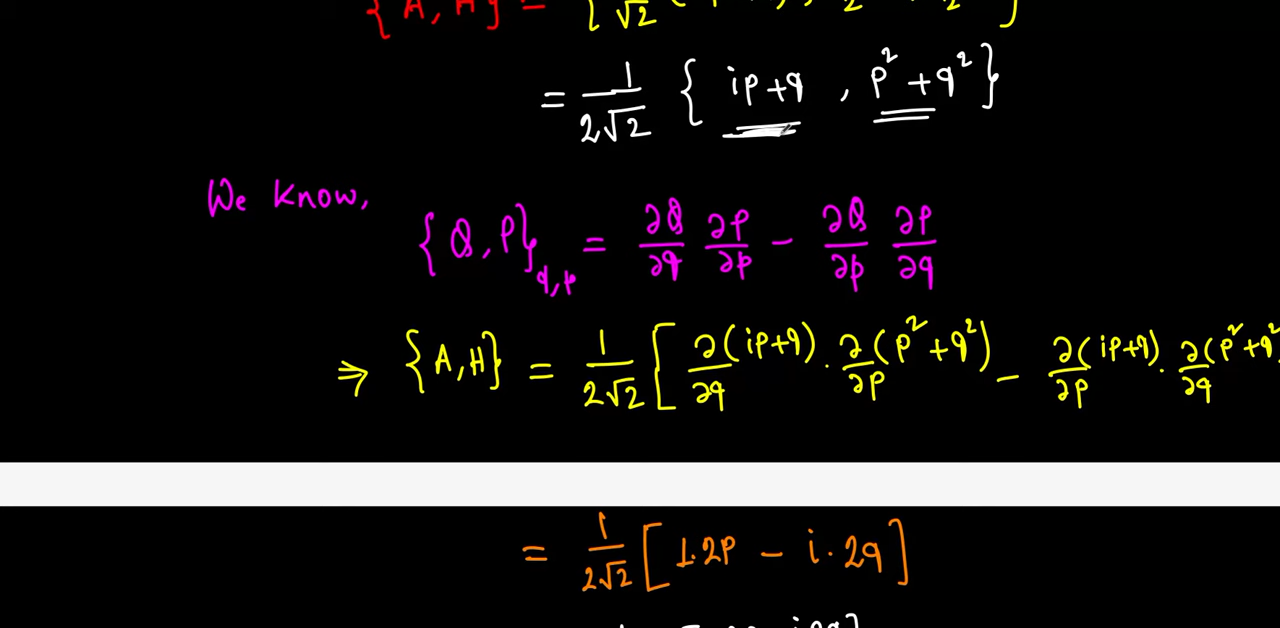 {A, H} =
= 1/2√2 { ip+q , p² + q² }
We know,
{Q, P}q,p = ∂Q/∂q ∂P/∂p − ∂Q/∂p ∂P/∂q
⇒ {A, H} = 1/2√2 [ ∂(ip+q)/∂q . ∂(p² + q²)/∂p − ∂(ip+q)/∂p . ∂(p² + q²
= 1/2√2 [ 1.2p − i . 2q ]